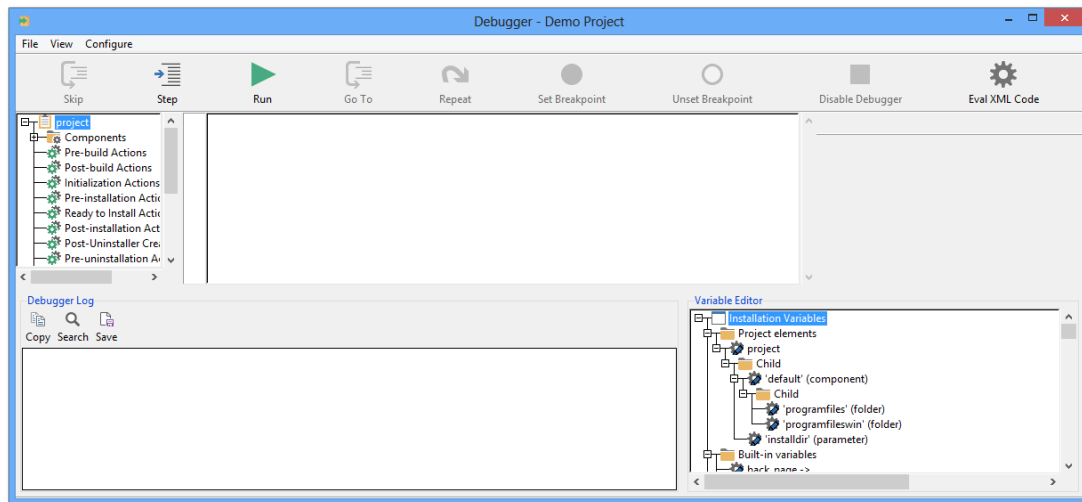 Debugger - Demo Project
File View Configure
Skip Step Run Go To Repeat Set Breakpoint Unset Breakpoint Disable Debugger Eval XML Code
project
Components
Pre-build Actions
Post-build Actions
Initialization Actions
Pre-installation Actic
Ready to Install Actic
Post-installation Act
Post-Uninstaller Crea
Pre-uninstallation A
Debugger Log
Copy Search Save
Variable Editor
Installation Variables
Project elements
project
Child
'default' (component)
Child
'programfiles' (folder)
'programfileswin' (folder)
'installdir' (parameter)
Built-in variables
back_page ->